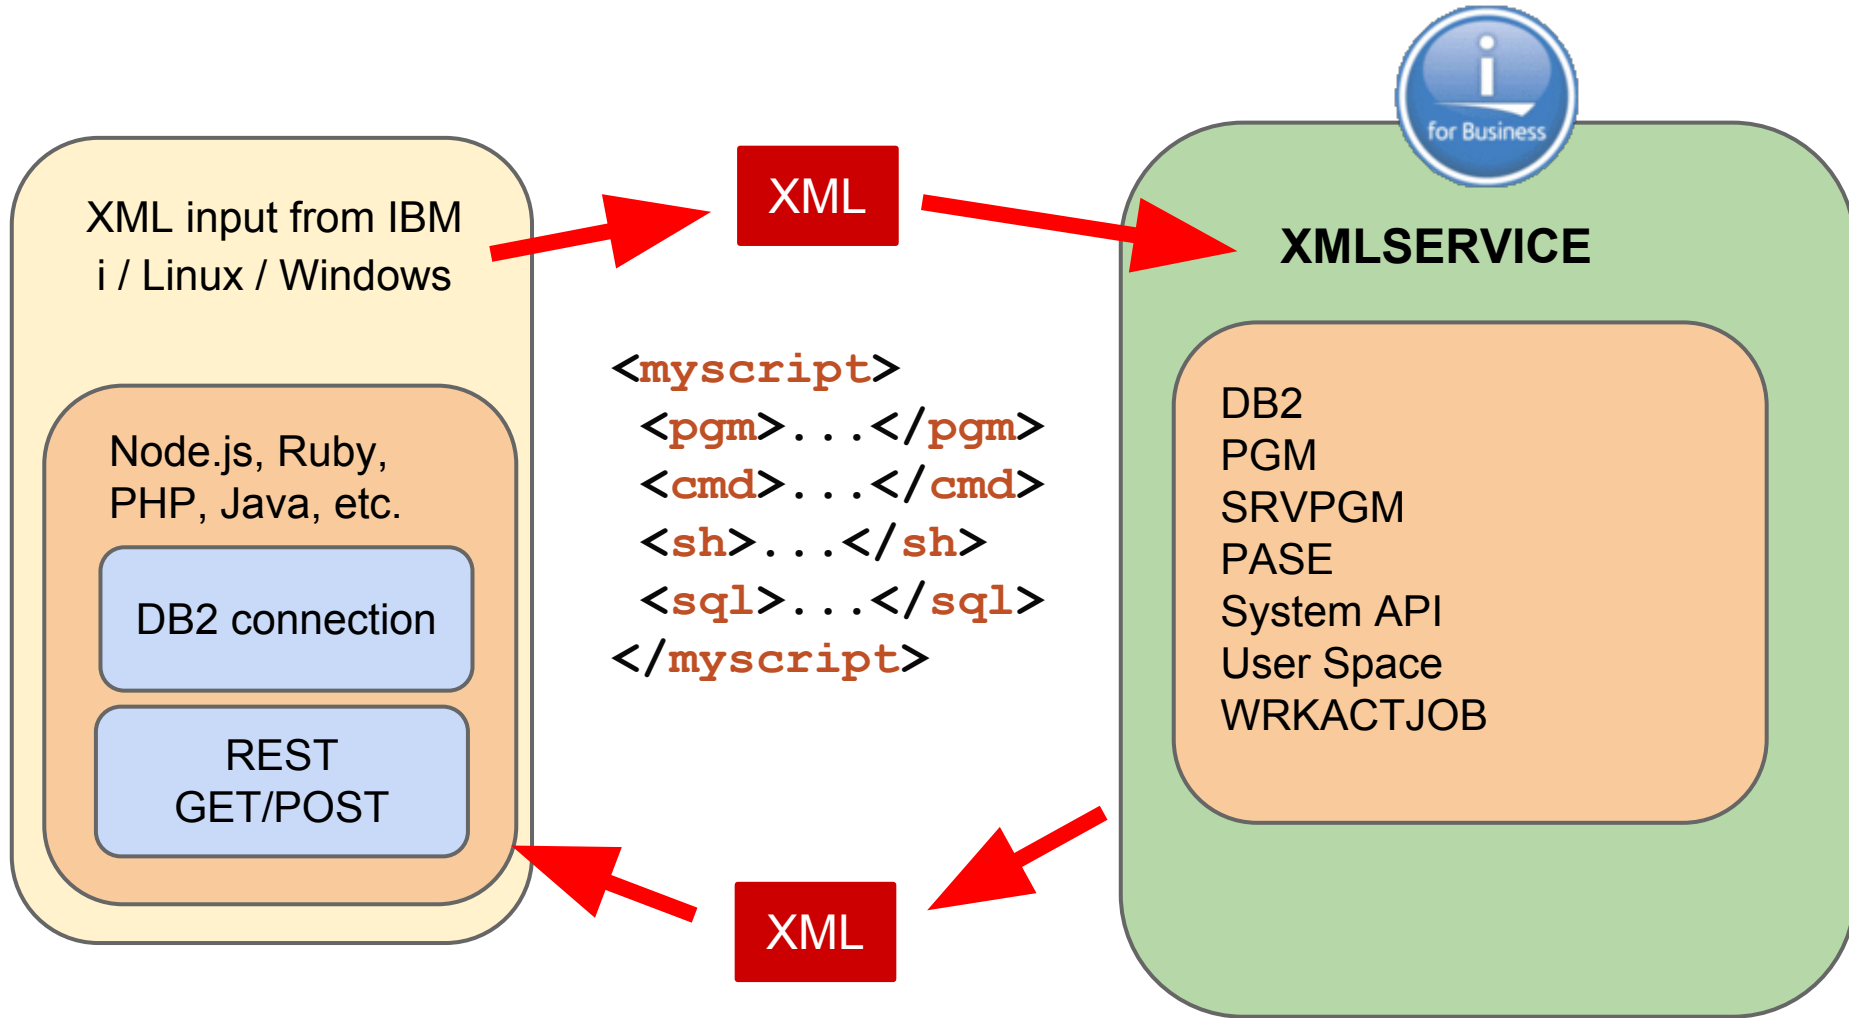 i
for Business
XML input from IBM
i / Linux / Windows
Node.js, Ruby,
PHP, Java, etc.
DB2 connection
REST
GET/POST
XML
<myscript>
<pgm>...</pgm>
<cmd>...</cmd>
<sh>...</sh>
<sql>...</sql>
</myscript>
XML
XMLSERVICE
DB2
PGM
SRVPGM
PASE
System API
User Space
WRKACTJOB